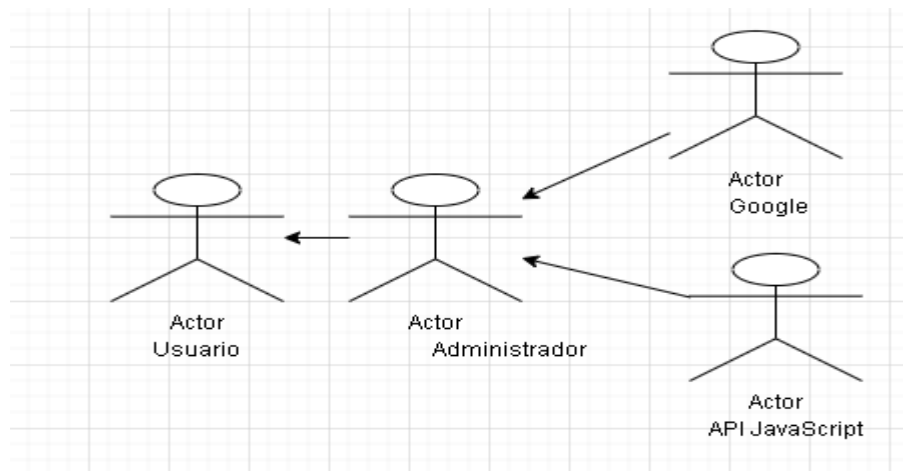 Actor
Google
Actor
Usuario
Actor
Administrador
Actor
API JavaScript